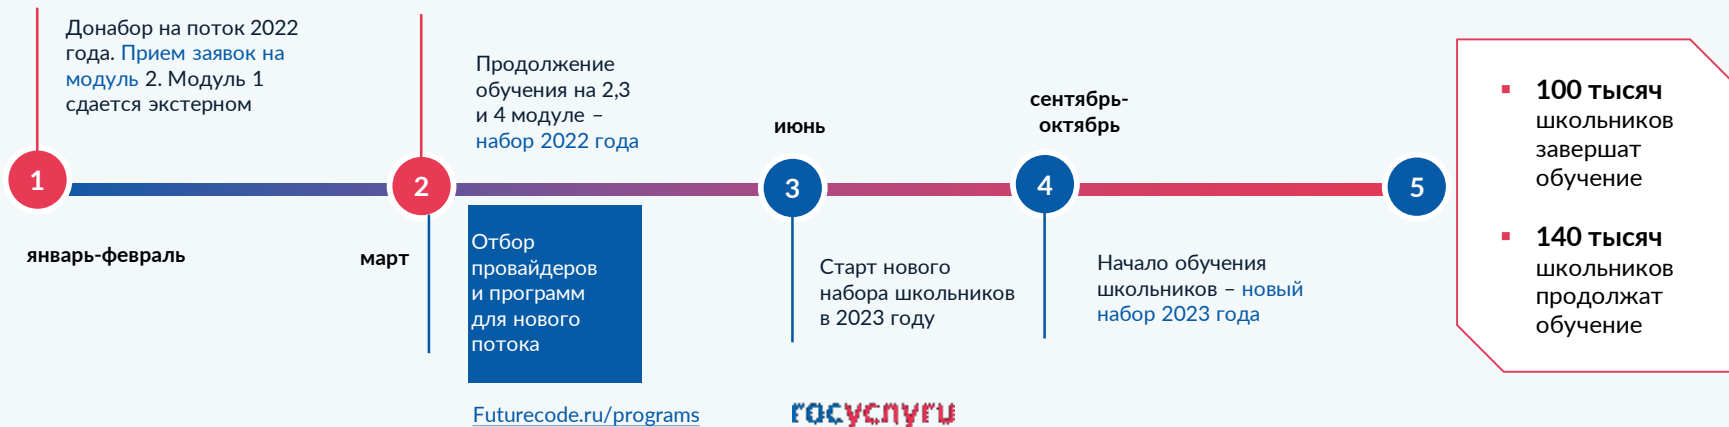 Донабор на поток 2022
года. Прием заявок на
модуль 2. Модуль 1
сдается экстерном
1
январь-февраль
2
март
Продолжение
обучения на 2,3
и 4 модуле –
набор 2022 года
Отбор
провайдеров
и программ
для нового
потока
Futurecode.ru/programs
июнь
3
Старт нового
набора школьников
в 2023 году
госуслуги
сентябрь-
октябрь
4
Начало обучения
школьников – новый
набор 2023 года
5
▪ 100 тысяч
школьников
завершат
обучение
▪ 140 тысяч
школьников
продолжат
обучение